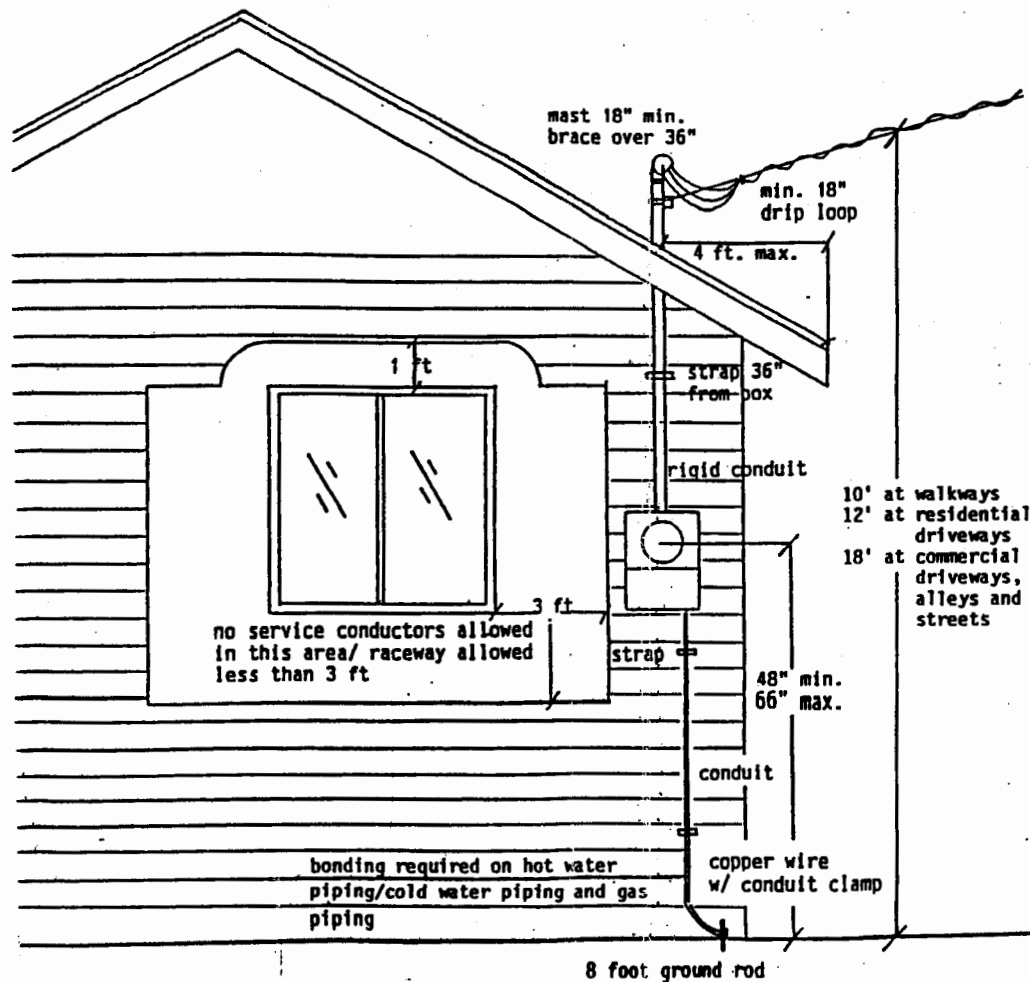 mast 18" min.
brace over 36"
min. 18"
drip loop
4 ft. max.
1 ft
strap 36"
from box
rigid conduit
10' at walkways
12' at residential
driveways
18' at commercial
driveways,
alleys and
streets
3 ft
no service conductors allowed
in this area/ raceway allowed
less than 3 ft
strap
48" min.
66" max.
conduit
bonding required on hot water
piping/cold water piping and gas
piping
copper wire
w/ conduit clamp
8 foot ground rod